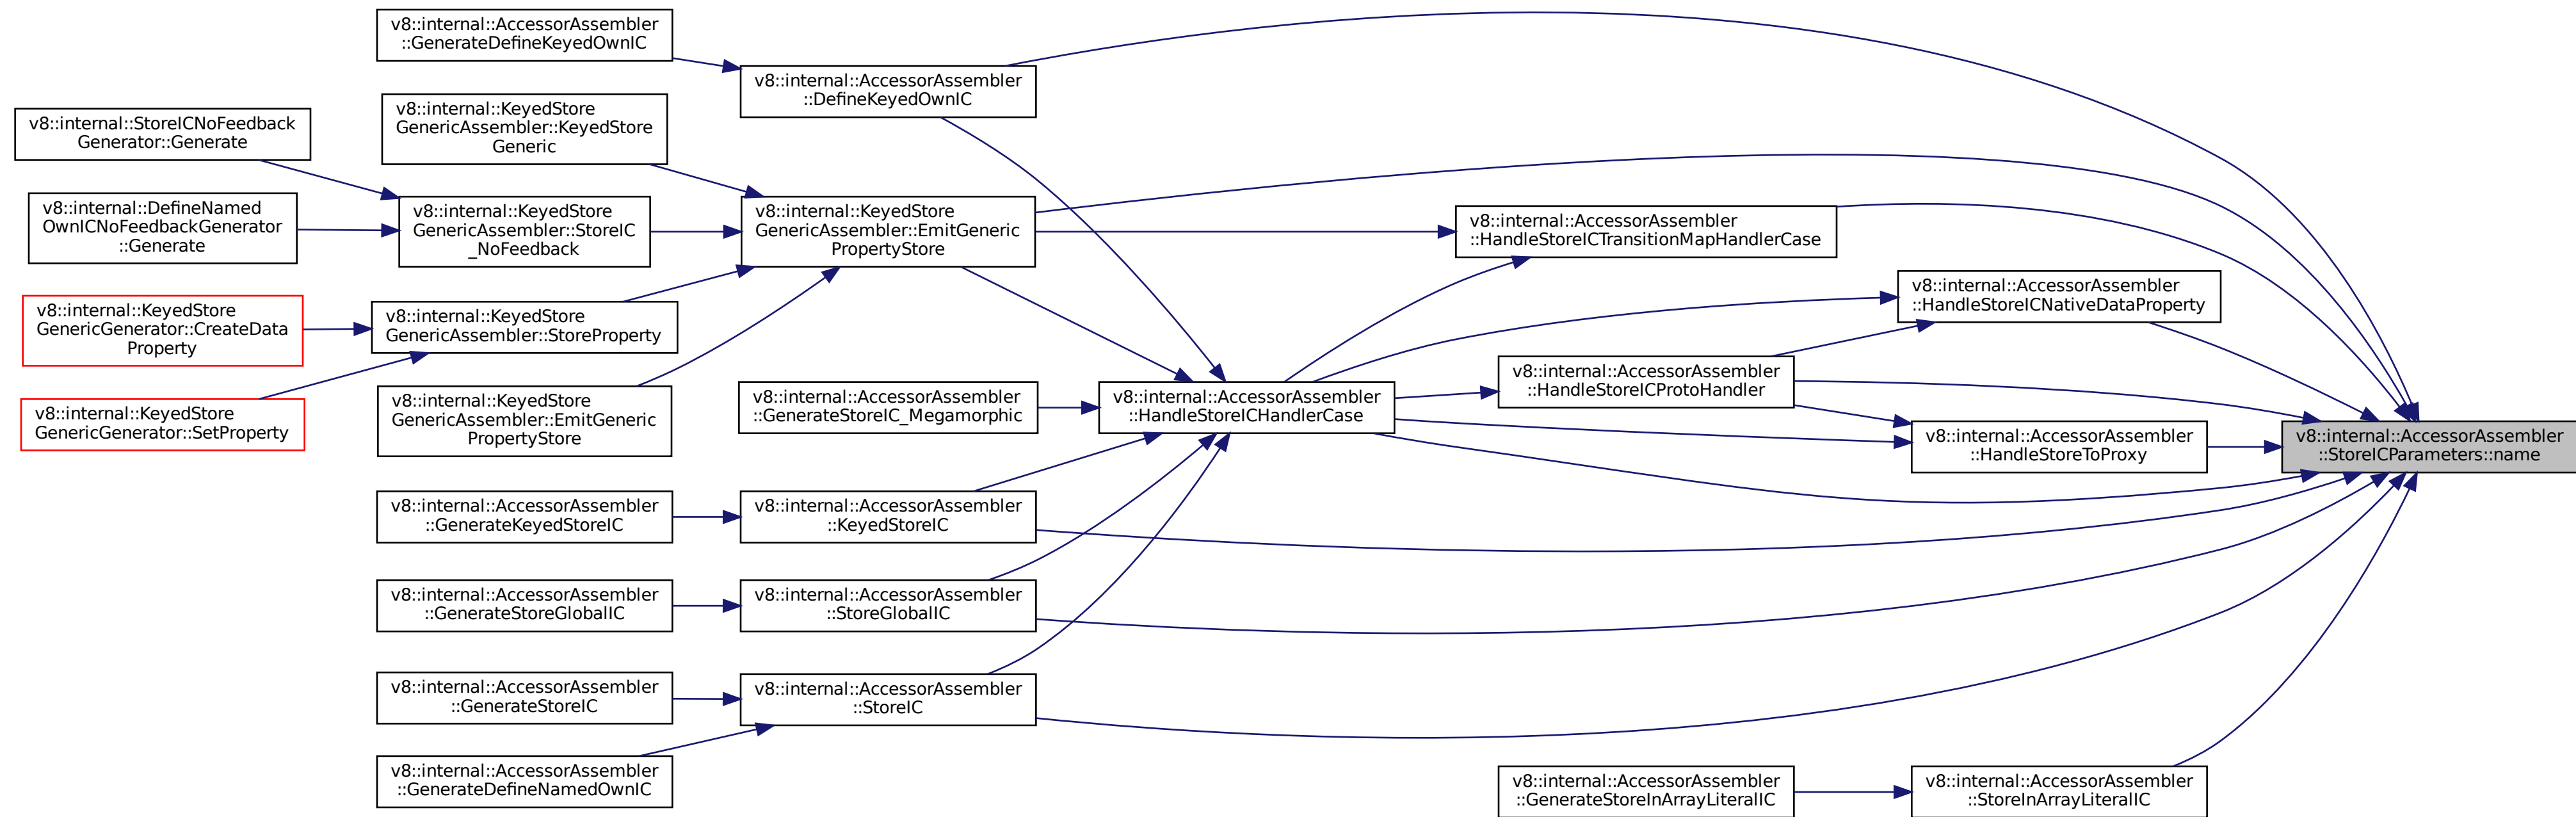 v8::internal::AccessorAssembler
::GenerateDefineKeyedOwnIC
v8::internal::AccessorAssembler
::DefineKeyedOwnIC
v8::internal::KeyedStore
GenericAssembler::KeyedStore
Generic
v8::internal::StoreICNoFeedback
Generator::Generate
v8::internal::DefineNamed
OwnICNoFeedbackGenerator
::Generate
v8::internal::KeyedStore
GenericAssembler::StoreIC
_NoFeedback
v8::internal::KeyedStore
GenericAssembler::EmitGeneric
PropertyStore
v8::internal::AccessorAssembler
::HandleStoreICTransitionMapHandlerCase
v8::internal::AccessorAssembler
::HandleStoreICNativeDataProperty
v8::internal::KeyedStore
GenericGenerator::CreateData
Property
v8::internal::KeyedStore
GenericAssembler::StoreProperty
v8::internal::AccessorAssembler
::HandleStoreICProtoHandler
v8::internal::KeyedStore
GenericGenerator::SetProperty
v8::internal::KeyedStore
GenericAssembler::EmitGeneric
PropertyStore
v8::internal::AccessorAssembler
::GenerateStoreIC_Megamorphic
v8::internal::AccessorAssembler
::HandleStoreICHandlerCase
v8::internal::AccessorAssembler
::HandleStoreToProxy
v8::internal::AccessorAssembler
::StoreICParameters::name
v8::internal::AccessorAssembler
::GenerateKeyedStoreIC
v8::internal::AccessorAssembler
::KeyedStoreIC
v8::internal::AccessorAssembler
::GenerateStoreGlobalIC
v8::internal::AccessorAssembler
::StoreGlobalIC
v8::internal::AccessorAssembler
::GenerateStoreIC
v8::internal::AccessorAssembler
::StoreIC
v8::internal::AccessorAssembler
::GenerateDefineNamedOwnIC
v8::internal::AccessorAssembler
::GenerateStoreInArrayLiteralIC
v8::internal::AccessorAssembler
::StoreInArrayLiteralIC